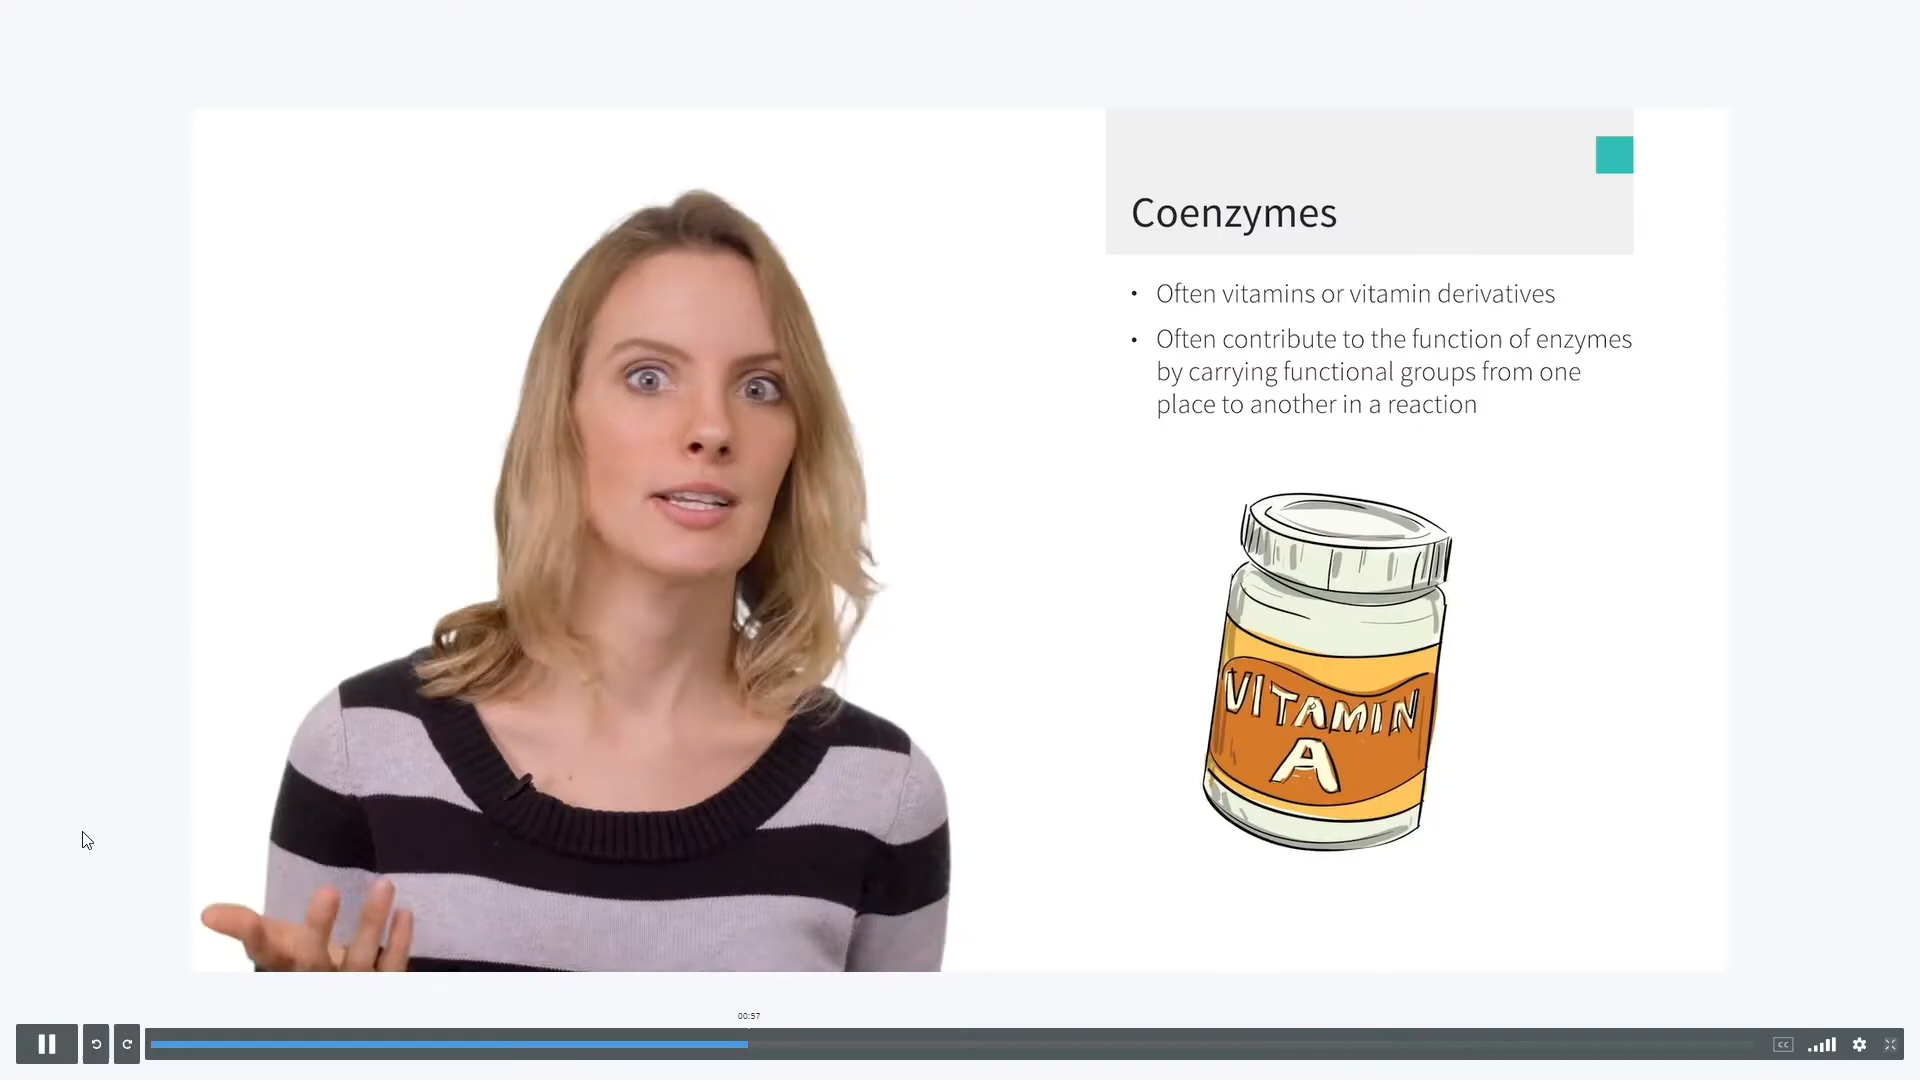 Coenzymes
• Often vitamins or vitamin derivatives
• Often contribute to the function of enzymes
by carrying functional groups from one
place to another in a reaction
VITAMIN
A
00:57
CC